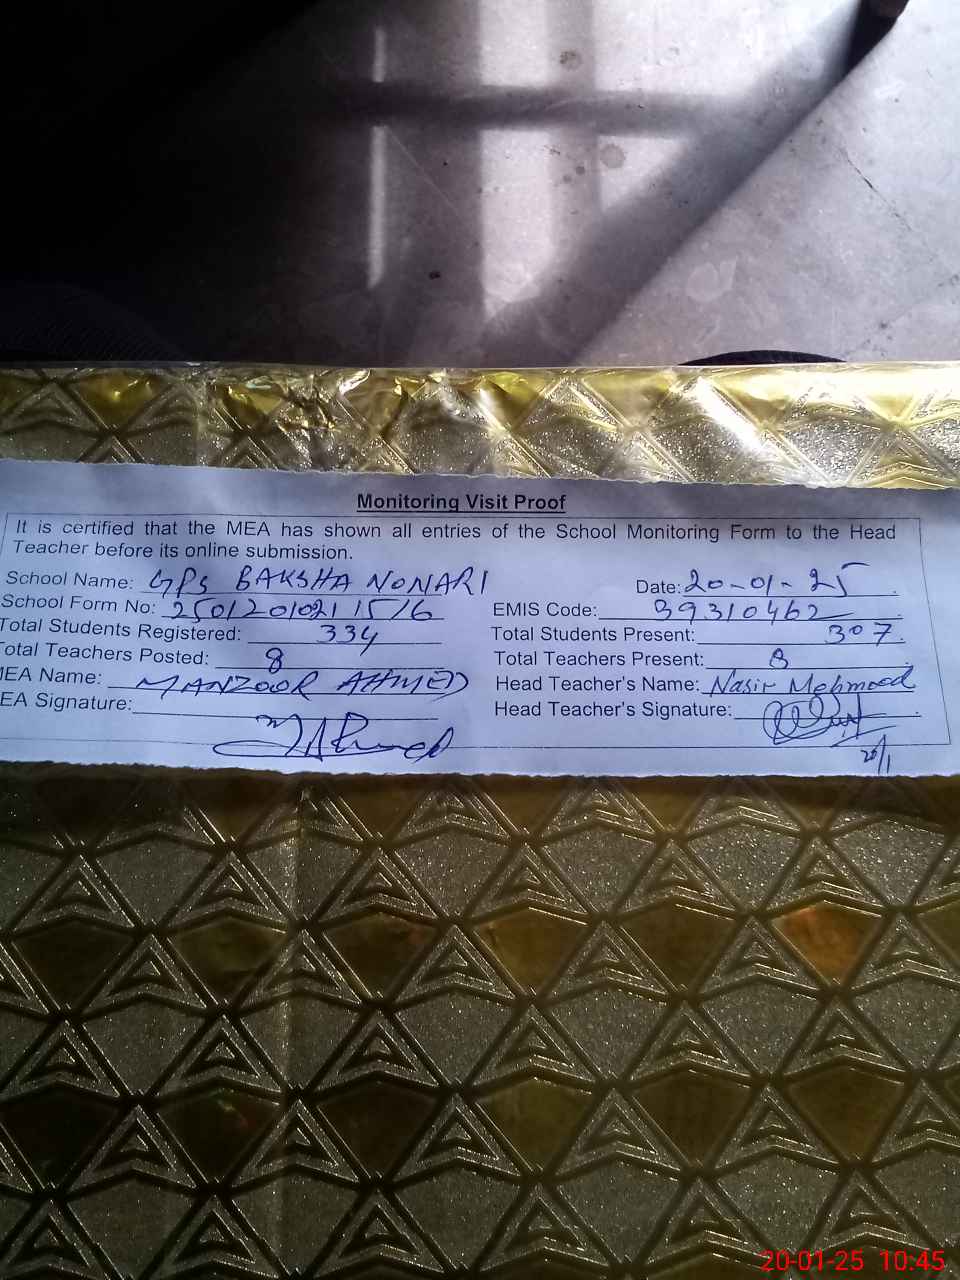 Monitoring Visit Proof
It is certified that the MEA has shown all entries of the School Monitoring Form to the Head
Teacher before its online submission.
School Name: GPS BAKSHA NONARI Date: 20-01-25
School Form No: 25012010211516 EMIS Code: 39310462
Total Students Registered: 334 Total Students Present: 307
Total Teachers Posted: 8 Total Teachers Present: 8
MEA Name: MANZOOR AHMED Head Teacher's Name: Nasir Mehmood
EA Signature: MAhmed Head Teacher's Signature:
20/1
20-01-25 10:45